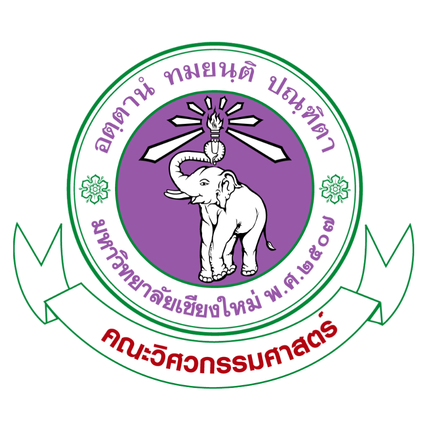 อตฺตานํ ทมยนฺติ ปณฺฑิตา
มหาวิทยาลัยเชียงใหม่ พ.ศ.๒๕๐๗
คณะวิศวกรรมศาสตร์